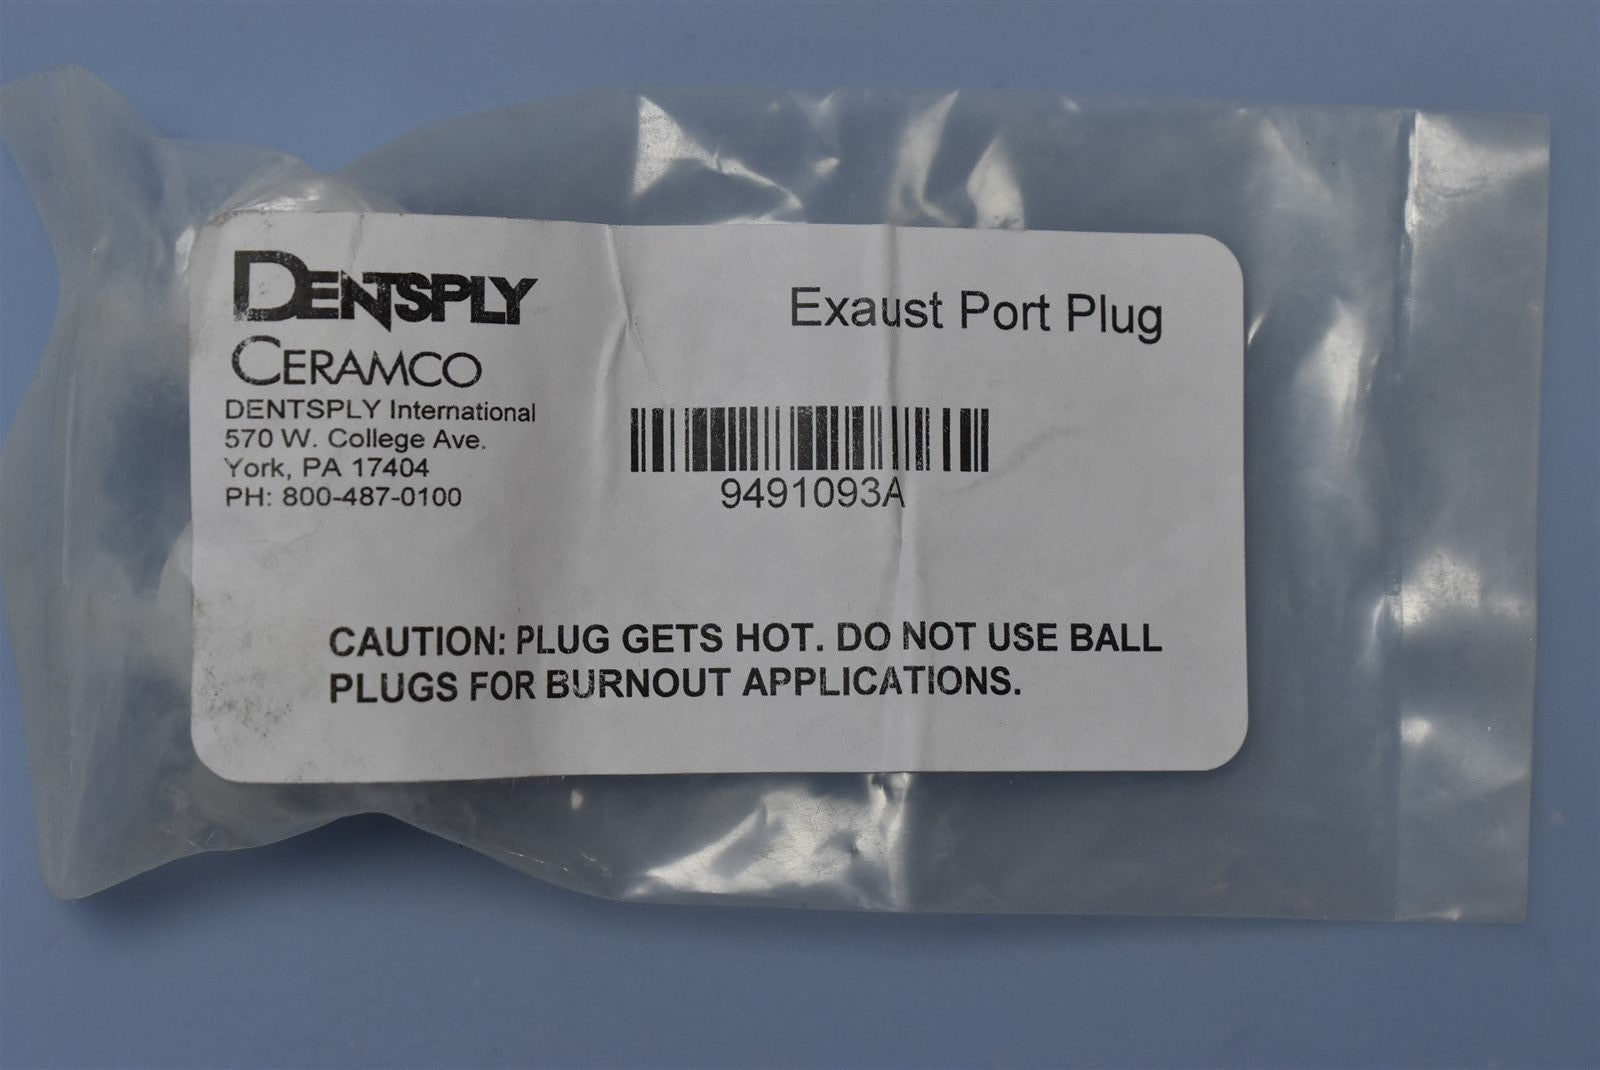 DENTSPLY
CERAMCO
DENTSPLY International
570 W. College Ave.
York, PA 17404
PH: 800-487-0100
Exaust Port Plug
9491093A
CAUTION: PLUG GETS HOT. DO NOT USE BALL
PLUGS FOR BURNOUT APPLICATIONS.